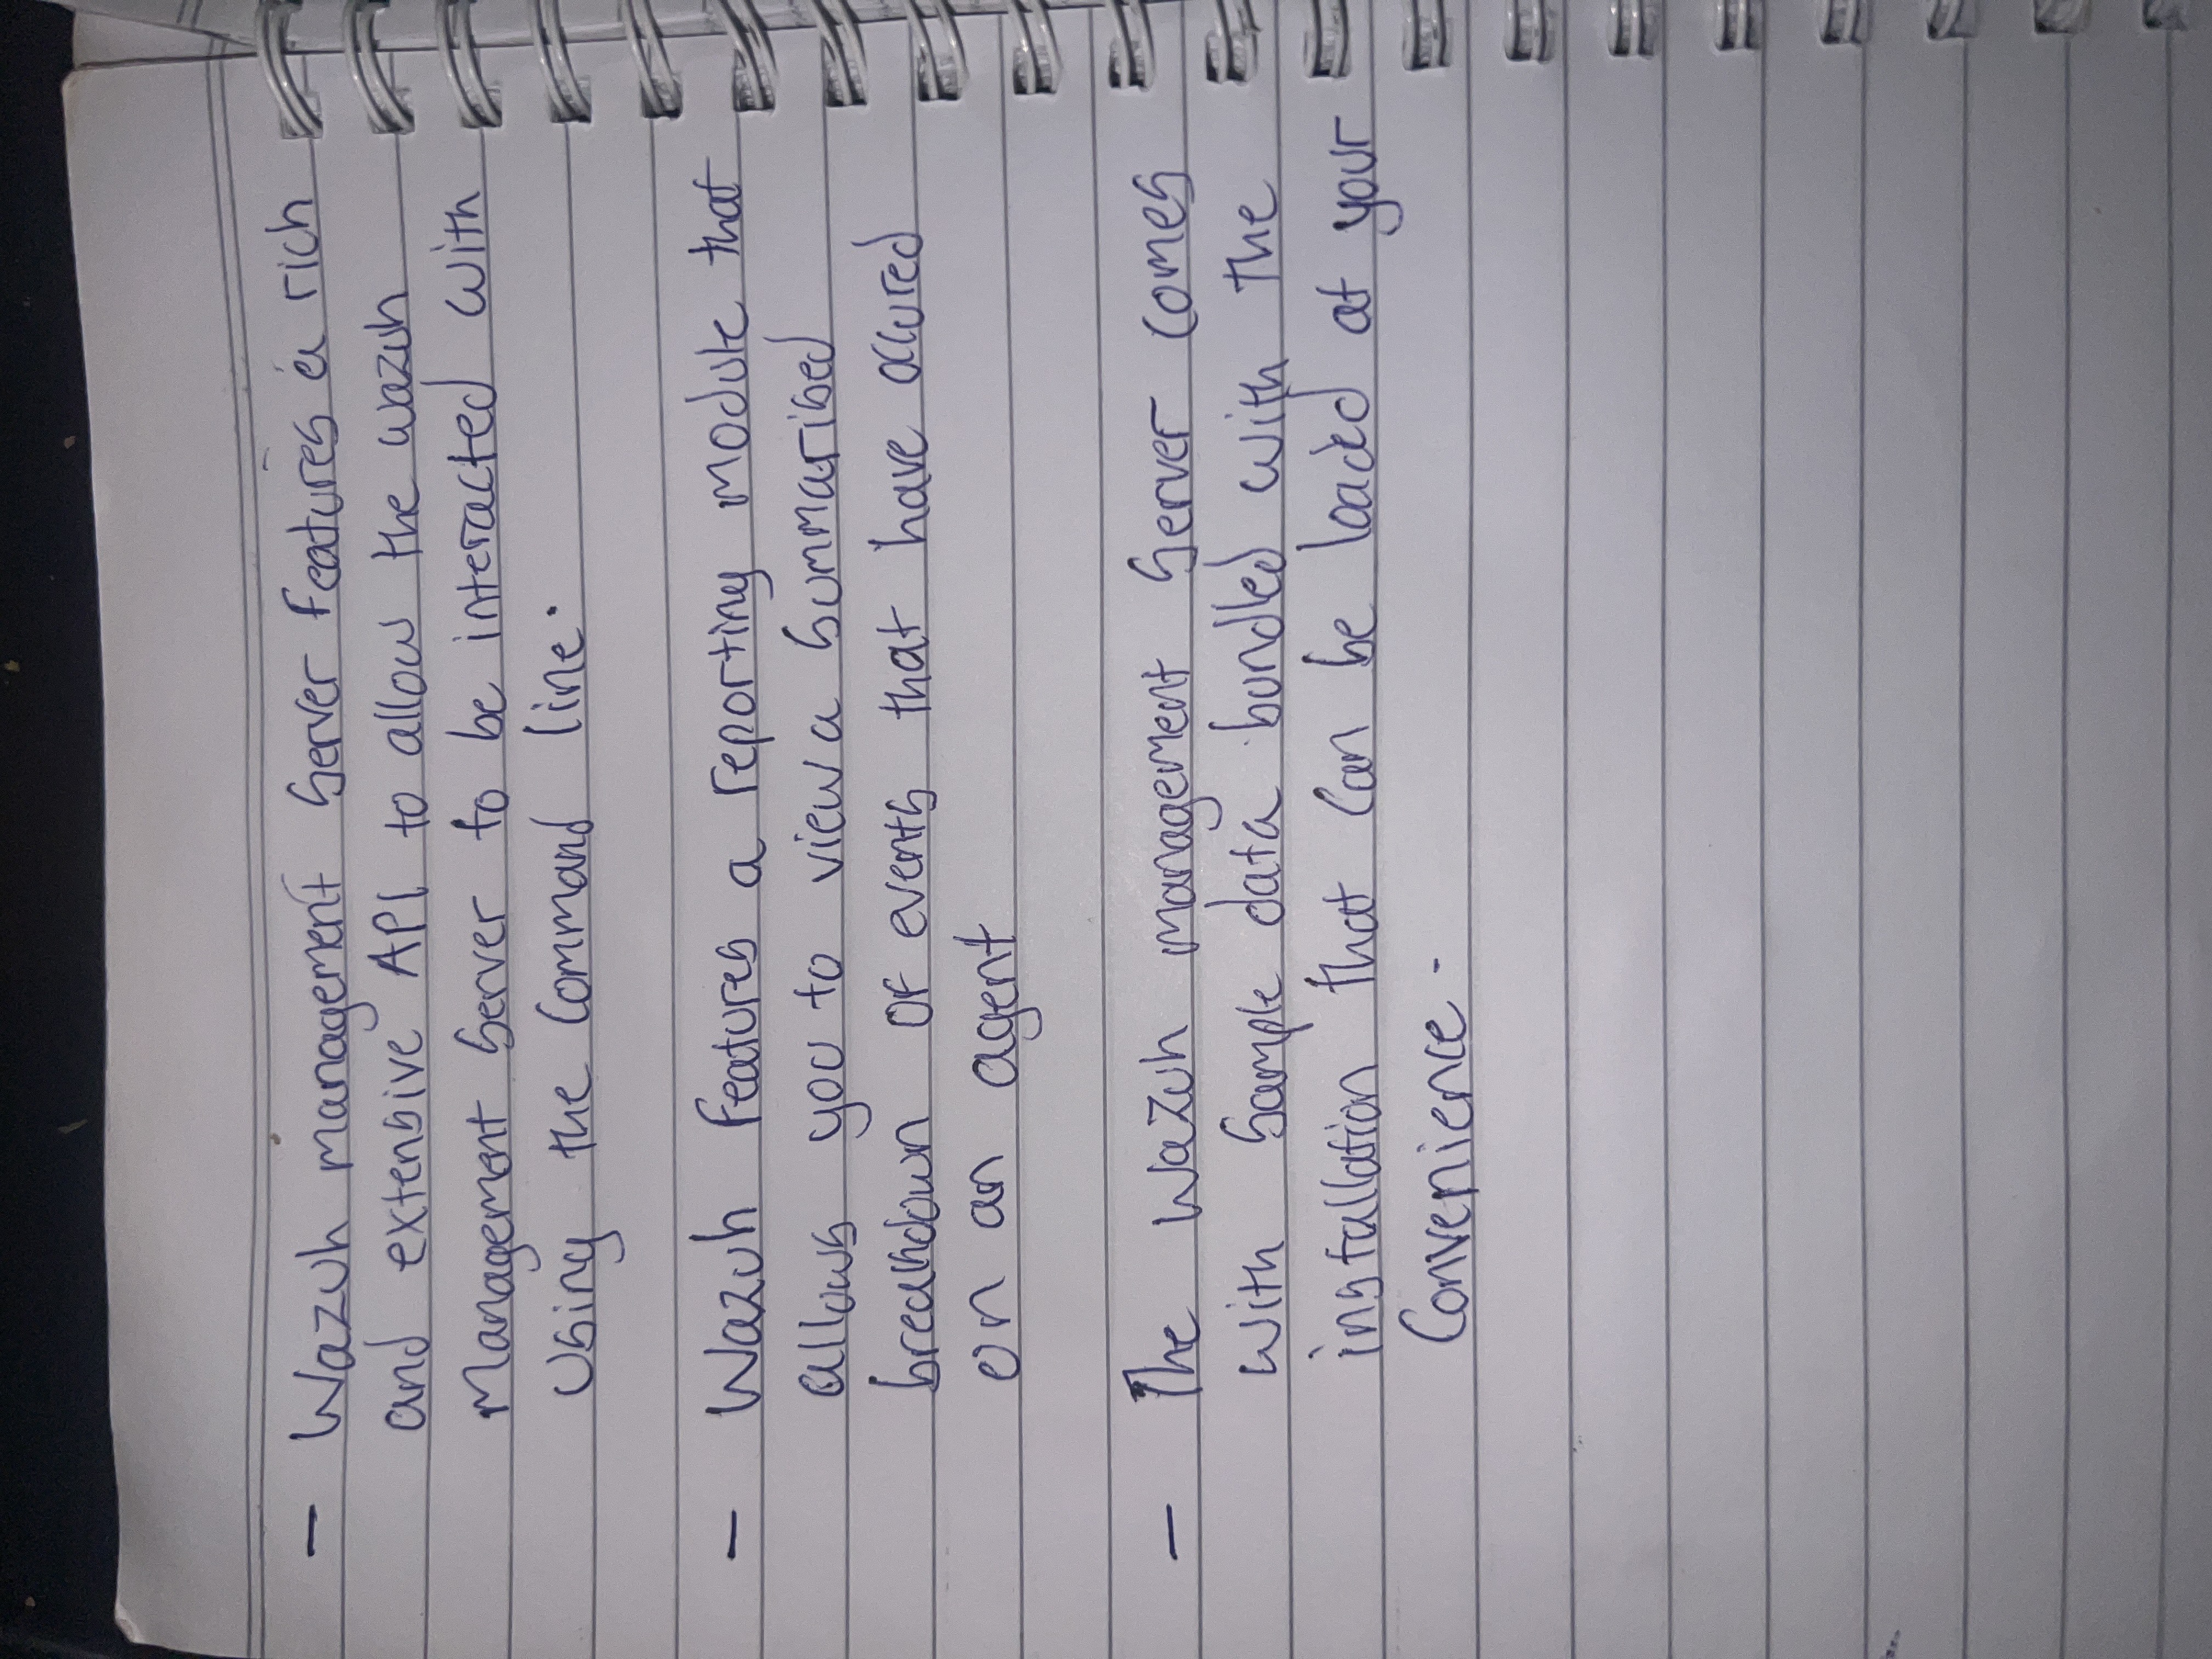 - Wazuh management Server features a rich
and extensive API to allow the wazuh
Management Server to be interacted with
Using the Command line.
- Wazuh features a reporting module that
allows you to view a Summarised
breakdown of events that have occured
on an agent
- The Wazuh management Server comes
with Sample data bundled with the
installation that Can be loaded at your
Convenience.